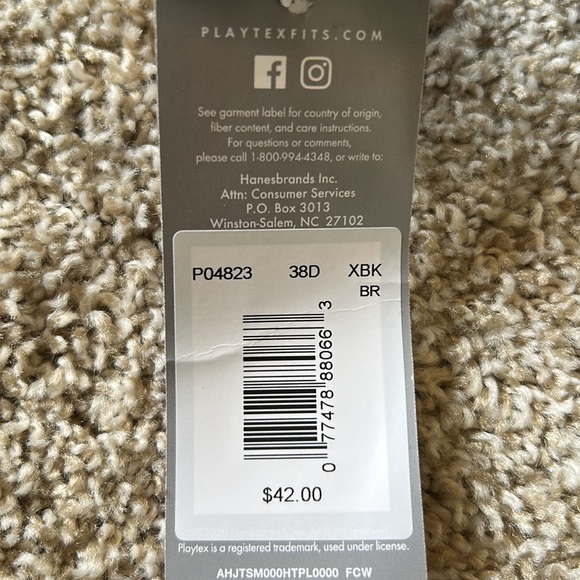 PLAYTEXFITS.COM
See garment label for country of origin,
fiber content, and care instructions.
For questions or comments,
please call 1-800-994-4348, or write to:
Hanesbrands Inc.
Attn: Consumer Services
P.O. Box 3013
Winston-Salem, NC 27102
P04823 38D XBK
BR
0 77478 88066 3
$42.00
Playtex is a registered trademark, used under license.
AHJTSM000HTPL0000 FCW